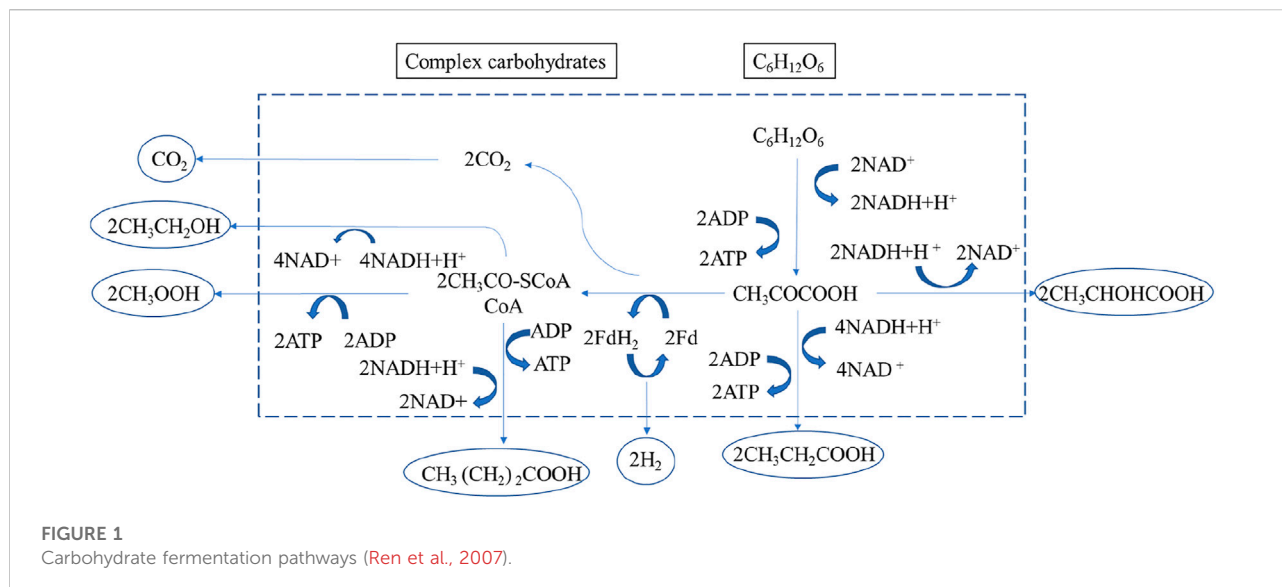 Complex carbohydrates
C₆H₁₂O₆
C₆H₁₂O₆
CO₂
2CO₂
2NAD⁺
2NADH+H⁺
2CH₃CH₂OH
2ADP
2ATP
4NAD+
4NADH+H⁺
2NADH+H⁺
2NAD⁺
2CH₃CO-SCoA
CoA
2CH₃OOH
CH₃COCOOH
2CH₃CHOHCOOH
2ATP
2ADP
ADP
ATP
2FdH₂
2Fd
4NADH+H⁺
4NAD⁺
2NADH+H⁺
2NAD+
2ADP
2ATP
CH₃(CH₂)₂COOH
2H₂
2CH₃CH₂COOH
FIGURE 1
Carbohydrate fermentation pathways (Ren et al., 2007).